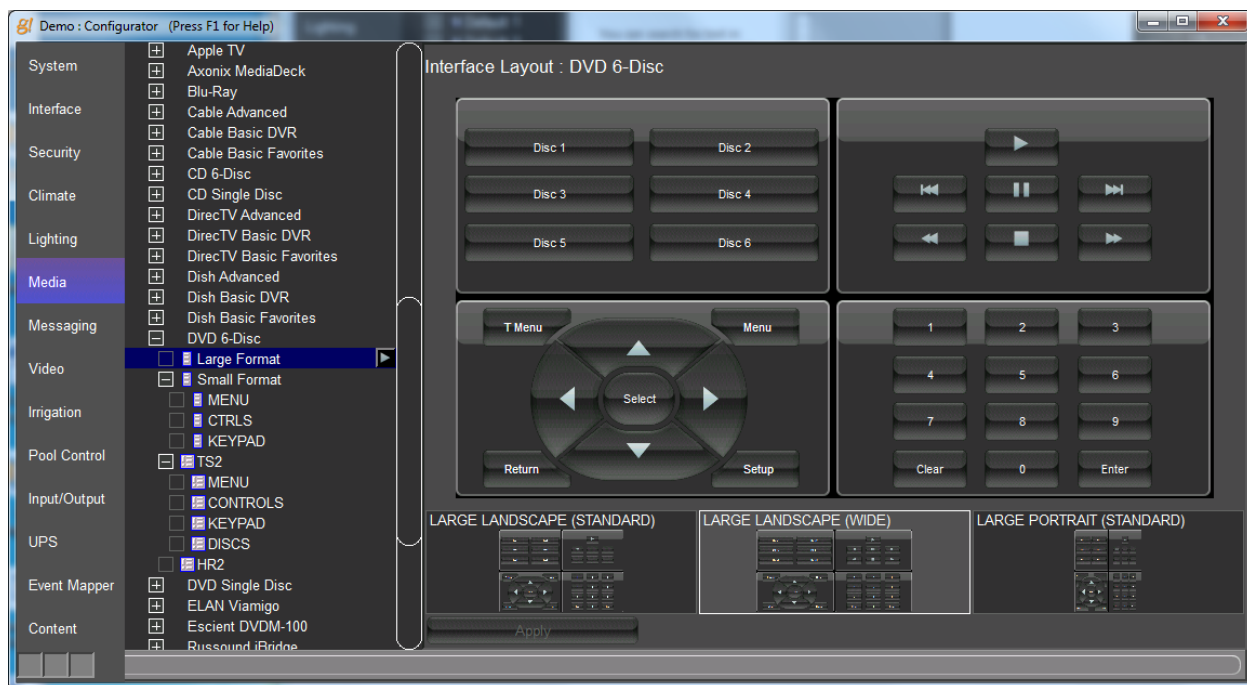 g! Demo : Configurator (Press F1 for Help)
System
Interface
Security
Climate
Lighting
Media
Messaging
Video
Irrigation
Pool Control
Input/Output
UPS
Event Mapper
Content
Apple TV
Axonix MediaDeck
Blu-Ray
Cable Advanced
Cable Basic DVR
Cable Basic Favorites
CD 6-Disc
CD Single Disc
DirecTV Advanced
DirecTV Basic DVR
DirecTV Basic Favorites
Dish Advanced
Dish Basic DVR
Dish Basic Favorites
DVD 6-Disc
Large Format
Small Format
MENU
CTRLS
KEYPAD
TS2
MENU
CONTROLS
KEYPAD
DISCS
HR2
DVD Single Disc
ELAN Viamigo
Escient DVDM-100
Russound iBridge
Interface Layout : DVD 6-Disc
Disc 1 Disc 2
Disc 3 Disc 4
Disc 5 Disc 6
T Menu Menu
Select
Return Setup
1 2 3
4 5 6
7 8 9
Clear 0 Enter
LARGE LANDSCAPE (STANDARD) LARGE LANDSCAPE (WIDE) LARGE PORTRAIT (STANDARD)
Apply